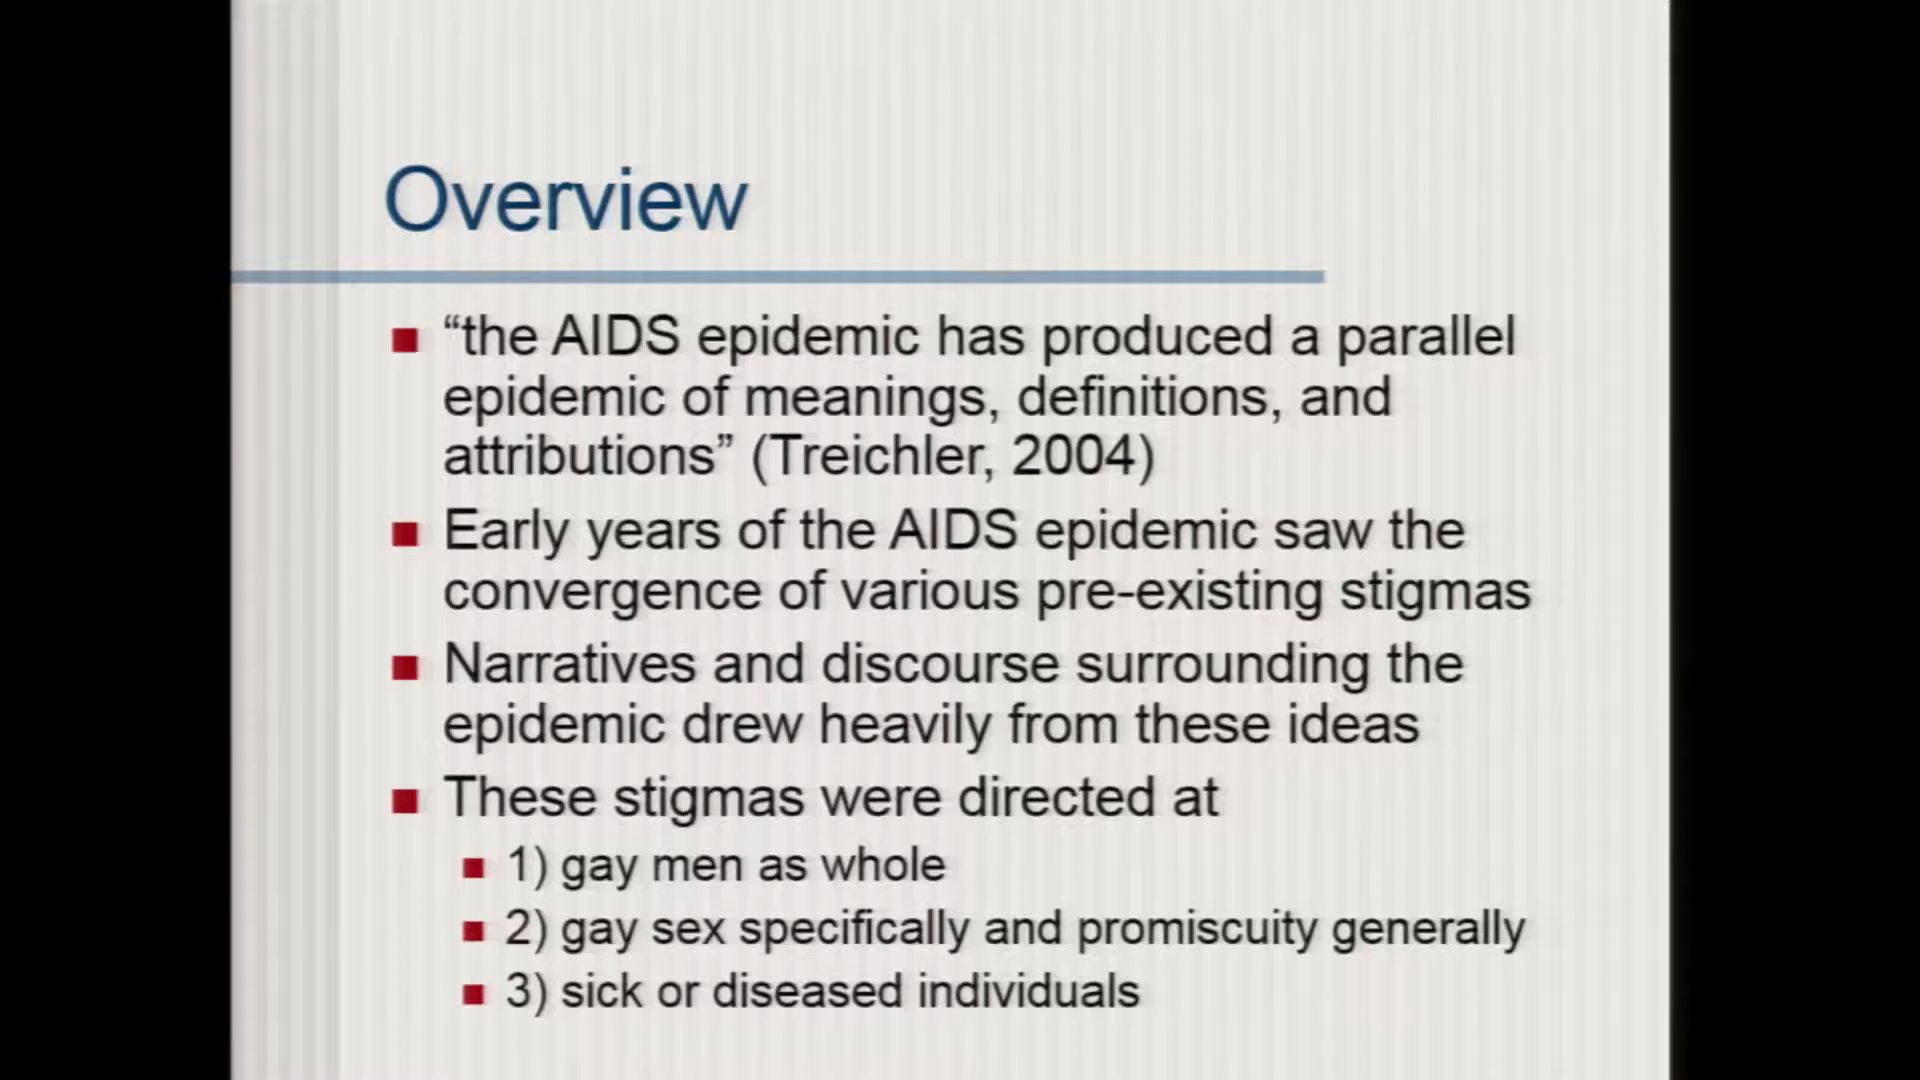 Overview
“the AIDS epidemic has produced a parallel
epidemic of meanings, definitions, and
attributions” (Treichler, 2004)
Early years of the AIDS epidemic saw the
convergence of various pre-existing stigmas
Narratives and discourse surrounding the
epidemic drew heavily from these ideas
These stigmas were directed at
1) gay men as whole
2) gay sex specifically and promiscuity generally
3) sick or diseased individuals